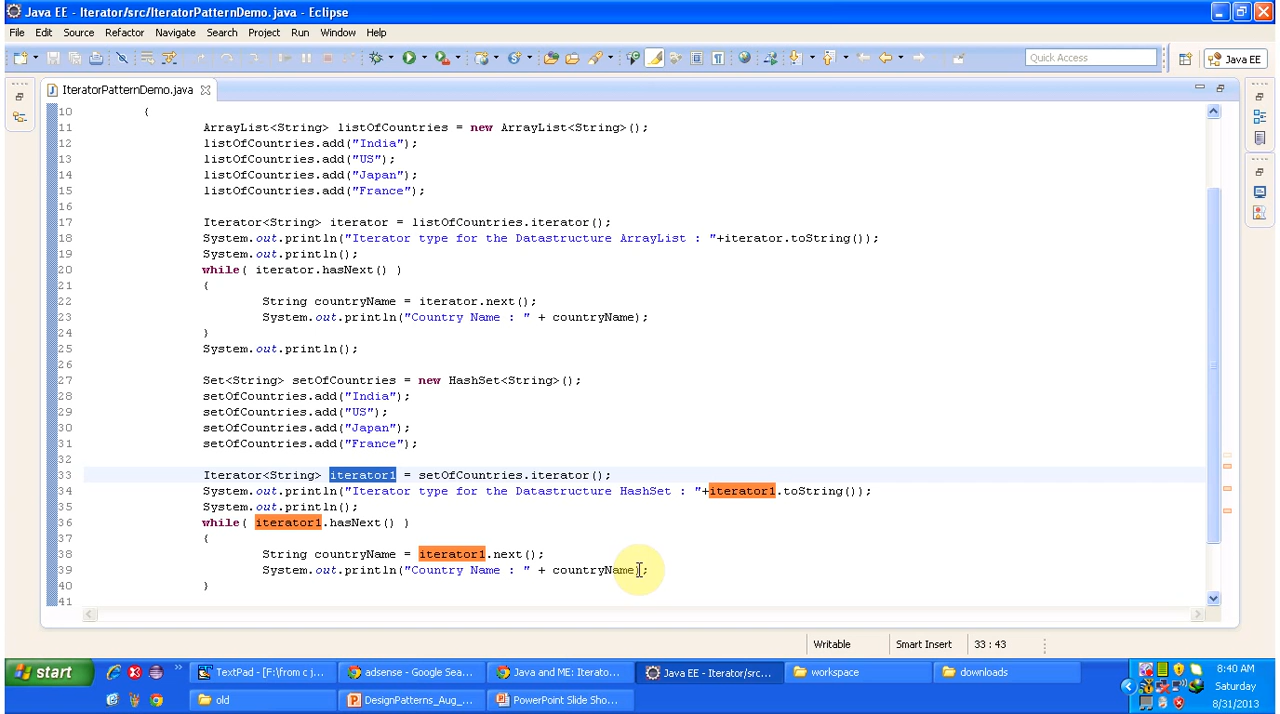 Java EE - Iterator/src/IteratorPatternDemo.java - Eclipse
File Edit Source Refactor Navigate Search Project Run Window Help
Quick Access
Java EE
IteratorPatternDemo.java
10 {
11 ArrayList<String> listOfCountries = new ArrayList<String>();
12 listOfCountries.add("India");
13 listOfCountries.add("US");
14 listOfCountries.add("Japan");
15 listOfCountries.add("France");
16
17 Iterator<String> iterator = listOfCountries.iterator();
18 System.out.println("Iterator type for the Datastructure ArrayList : "+iterator.toString());
19 System.out.println();
20 while( iterator.hasNext() )
21 {
22 String countryName = iterator.next();
23 System.out.println("Country Name : " + countryName);
24 }
25 System.out.println();
26
27 Set<String> setOfCountries = new HashSet<String>();
28 setOfCountries.add("India");
29 setOfCountries.add("US");
30 setOfCountries.add("Japan");
31 setOfCountries.add("France");
32
33 Iterator<String> iterator1 = setOfCountries.iterator();
34 System.out.println("Iterator type for the Datastructure HashSet : "+iterator1.toString());
35 System.out.println();
36 while( iterator1.hasNext() )
37 {
38 String countryName = iterator1.next();
39 System.out.println("Country Name : " + countryName);
40 }
41
Writable Smart Insert 33 : 43
start TextPad - [F:\from c j... adsense - Google Sea... Java and ME: Iterato... Java EE - Iterator/src... workspace downloads 8:40 AM
Saturday
old DesignPatterns_Aug_... PowerPoint Slide Sho... 8/31/2013